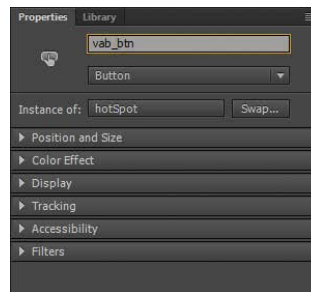 Properties Library
vab_btn
Button
Instance of: hotSpot Swap...
Position and Size
Color Effect
Display
Tracking
Accessibility
Filters